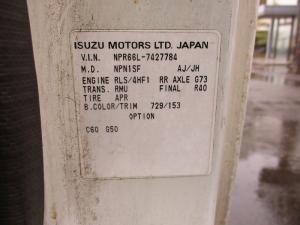 ISUZU MOTORS LTD. JAPAN
V.I.N. NPR66L-7427784
M.D. NPN1SF AJ/JH
ENGINE RLS/4HF1 RR AXLE G73
TRANS. RMU FINAL R40
TIRE APR
B.COLOR/TRIM 729/153
OPTION
C60 G50